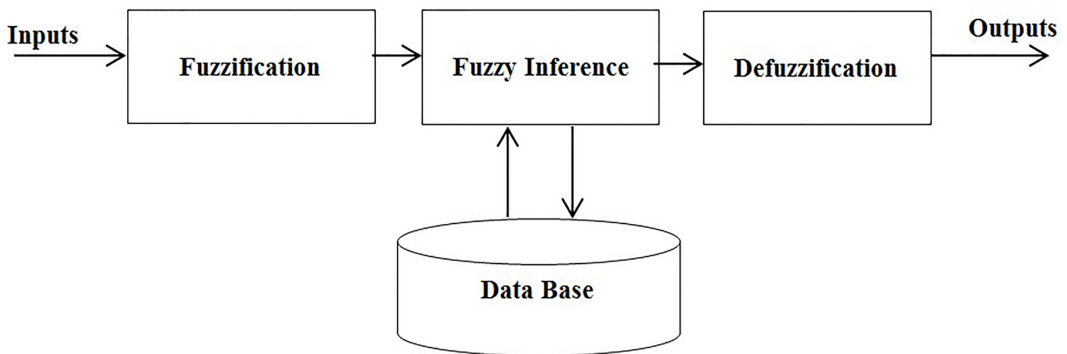 Inputs
Fuzzification
Fuzzy Inference
Defuzzification
Outputs
Data Base